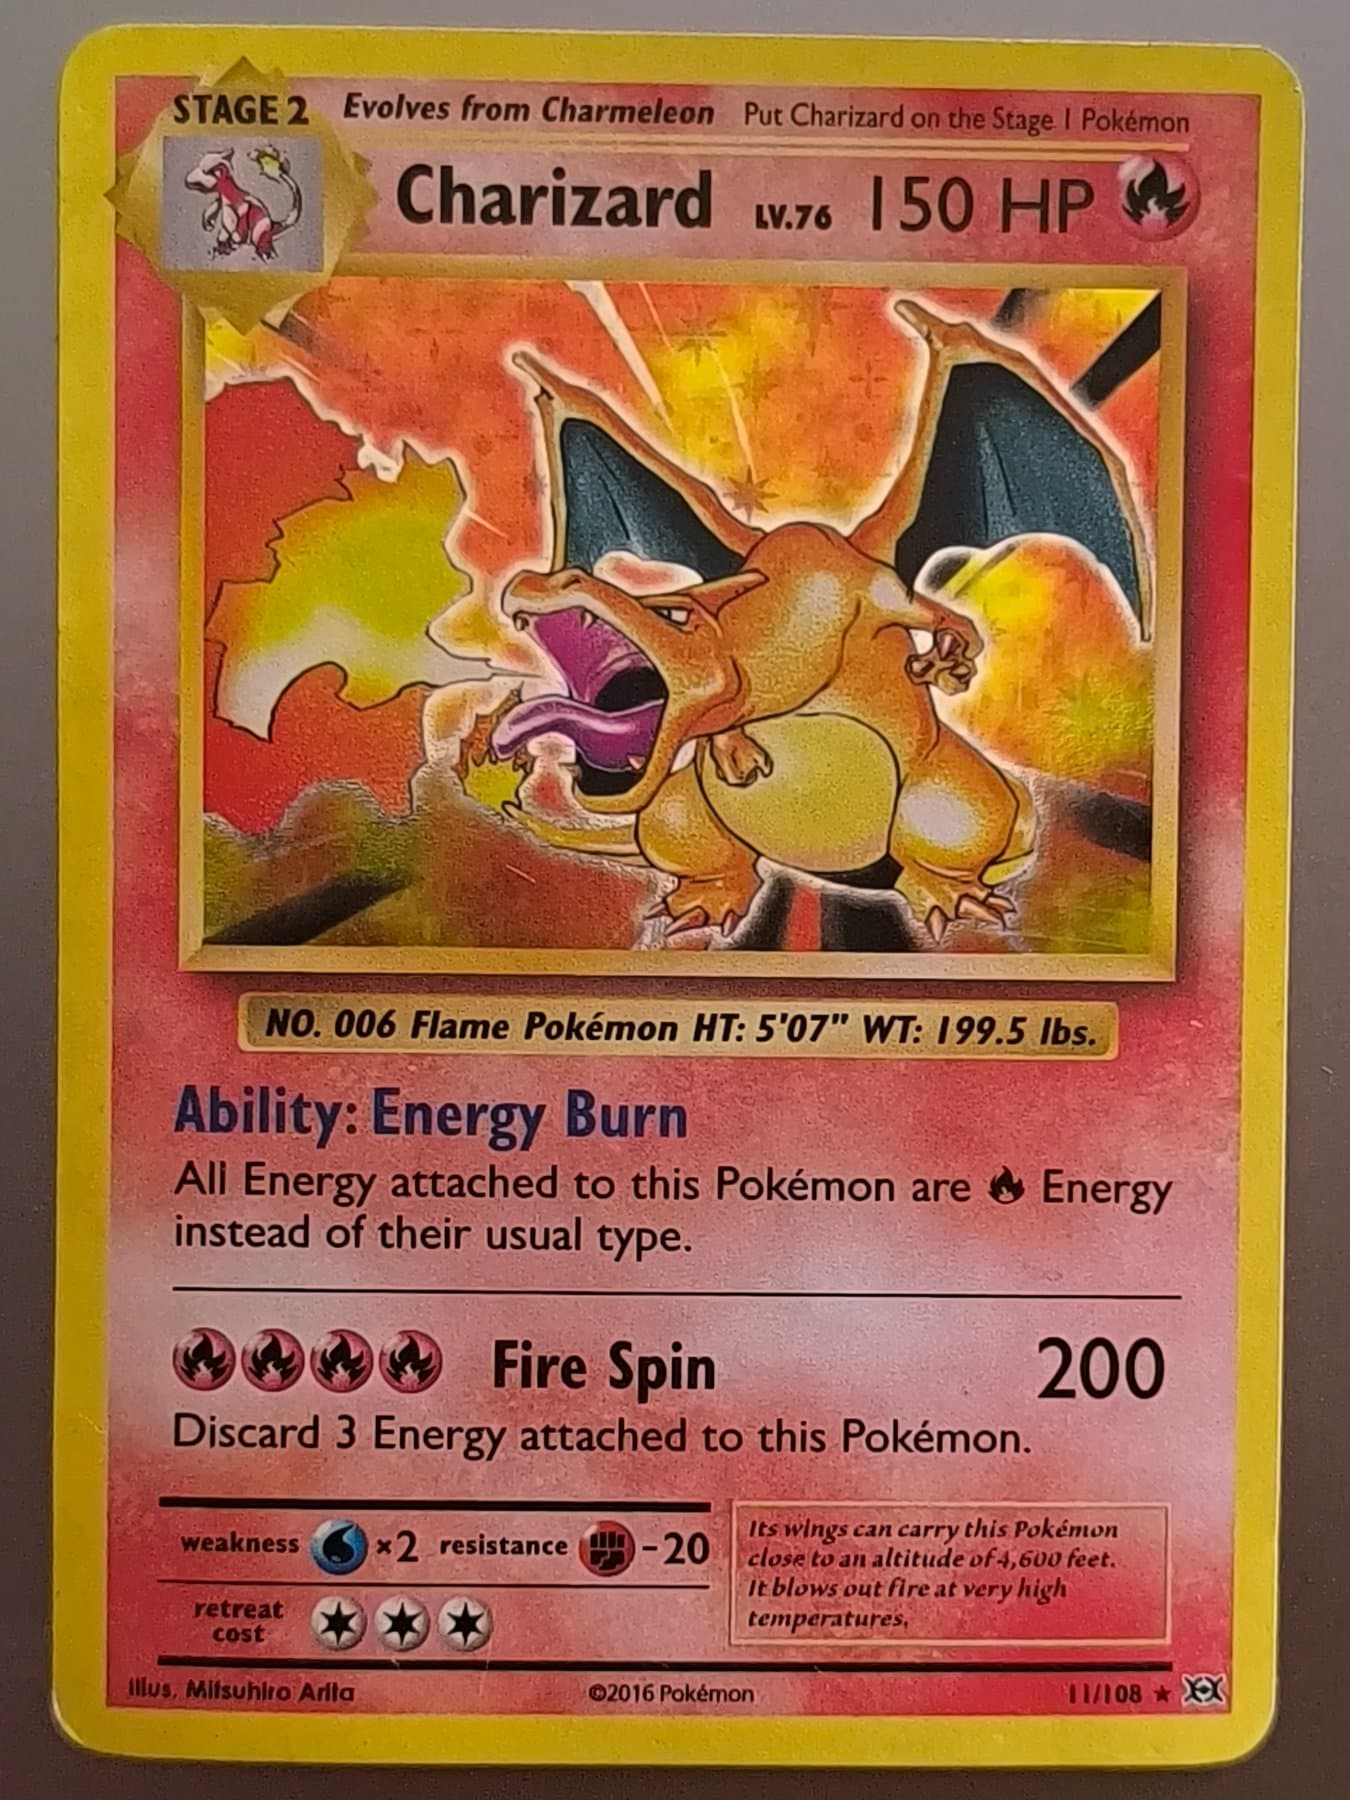 STAGE 2 Evolves from Charmeleon Put Charizard on the Stage 1 Pokémon
Charizard LV.76 150 HP
NO. 006 Flame Pokémon HT: 5'07" WT: 199.5 lbs.
Ability: Energy Burn
All Energy attached to this Pokémon are Energy
instead of their usual type.
Fire Spin 200
Discard 3 Energy attached to this Pokémon.
weakness ×2 resistance -20
retreat
cost
Its wings can carry this Pokémon
close to an altitude of 4,600 feet.
It blows out fire at very high
temperatures.
Illus. Mitsuhiro Arita ©2016 Pokémon 11/108 ★